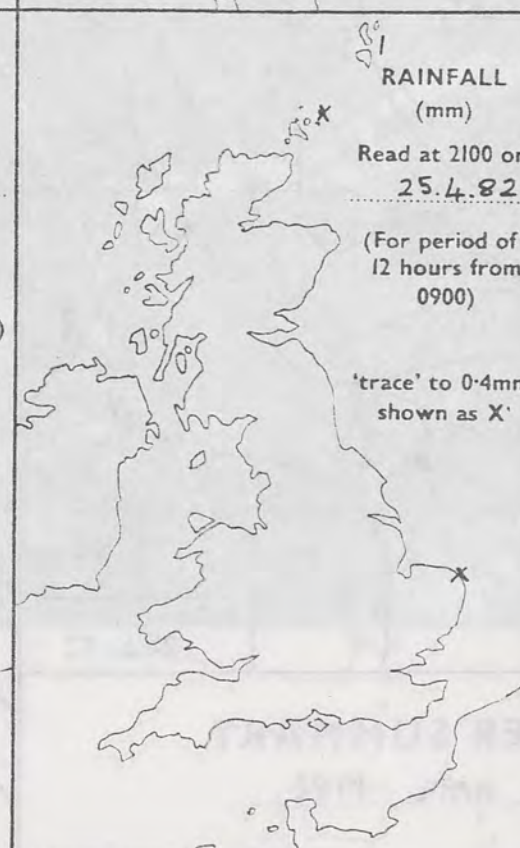 RAINFALL
(mm)
Read at 2100 on
25.4.82
(For period of
12 hours from
0900)
'trace' to 0·4mm
shown as X
X
X